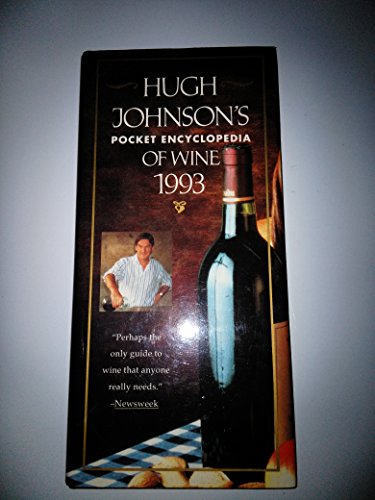 HUGH
JOHNSON'S
POCKET ENCYCLOPEDIA
OF WINE
1993
"Perhaps the
only guide to
wine that anyone
really needs."
–Newsweek